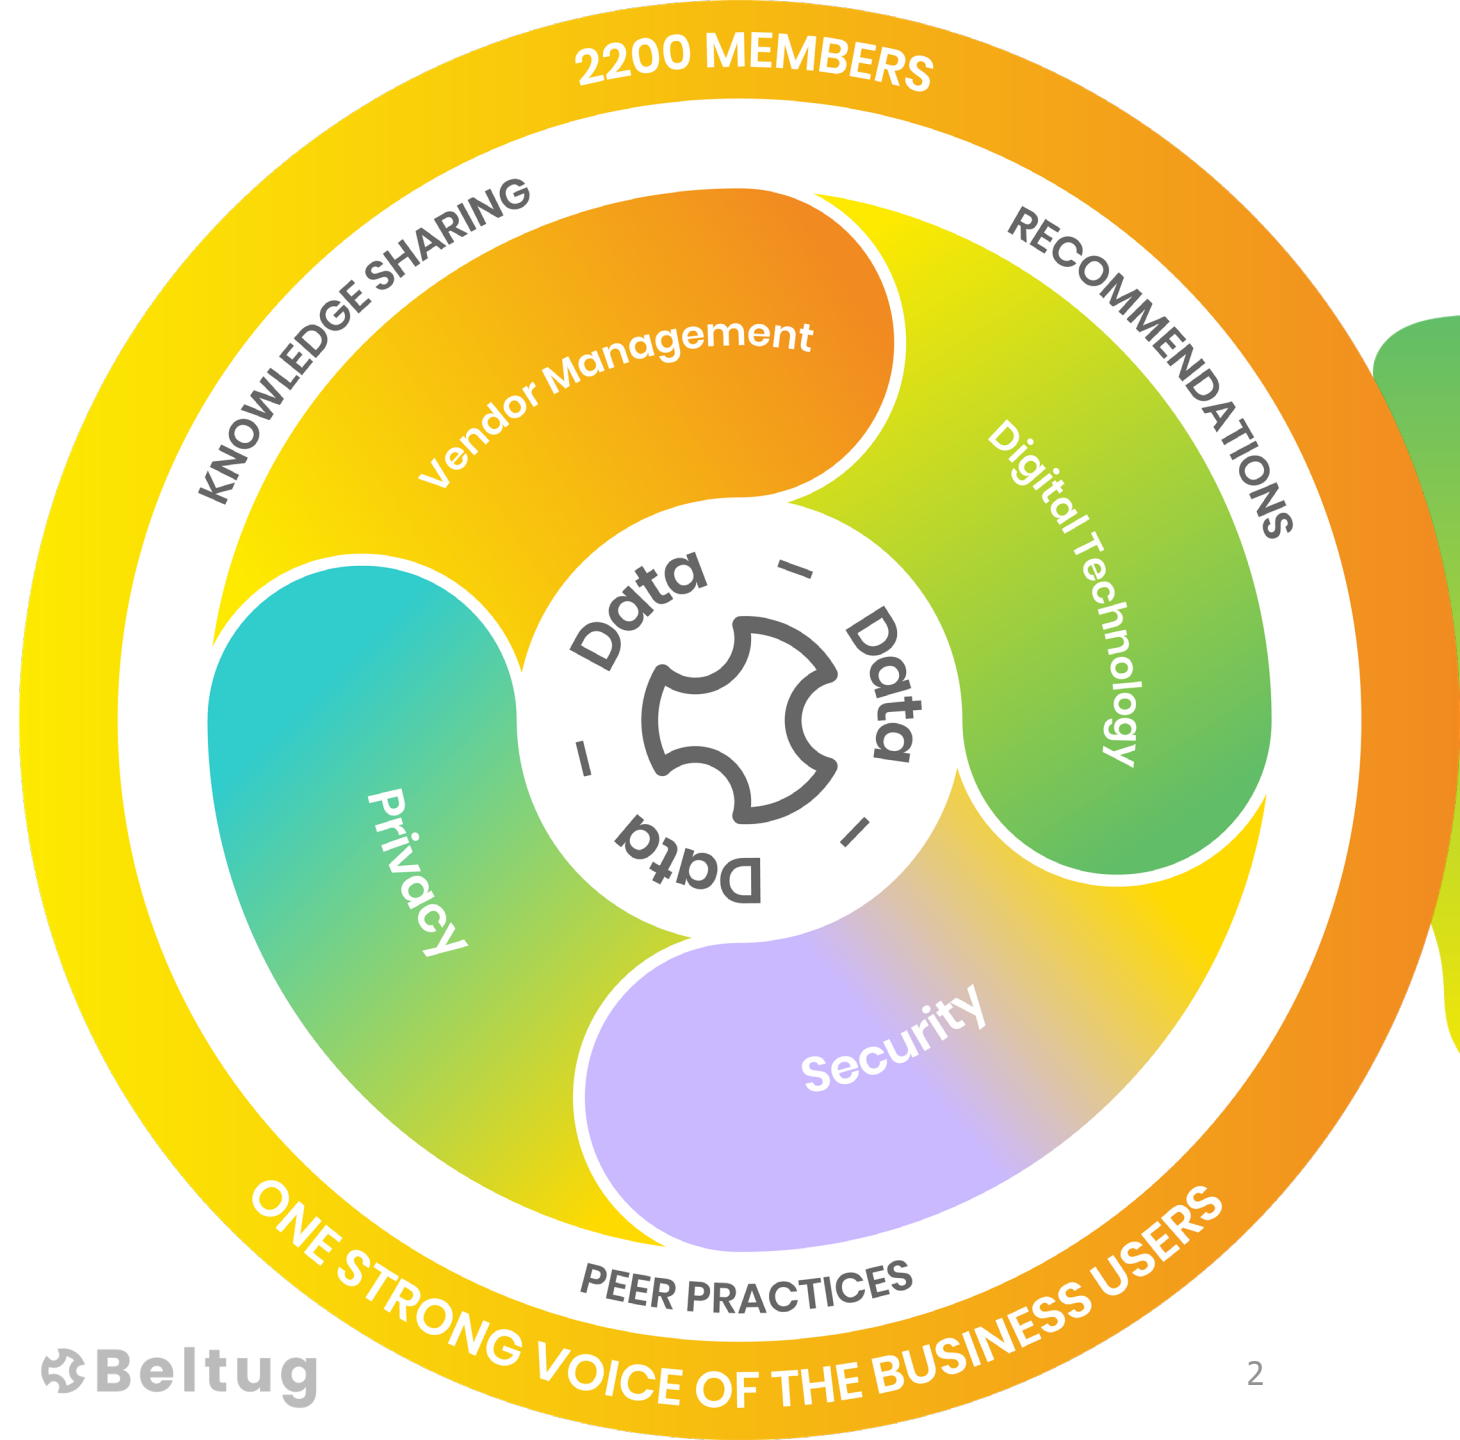 2200 MEMBERS
KNOWLEDGE SHARING
RECOMMENDATIONS
Vendor Management
Digital Technology
Data – Data – Data –
Privacy
Security
PEER PRACTICES
ONE STRONG VOICE OF THE BUSINESS USERS
Beltug
2